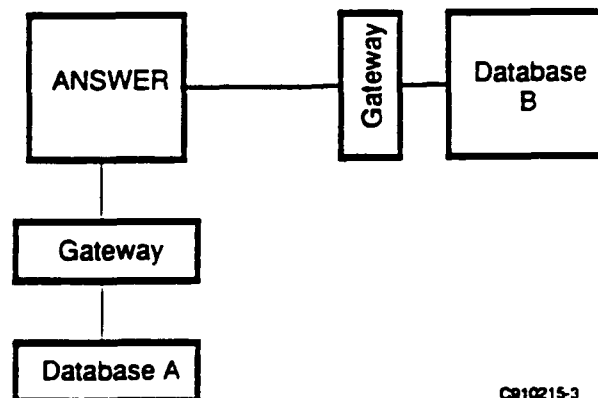 ANSWER
Gateway
Database
B
Gateway
Database A
C910215-3